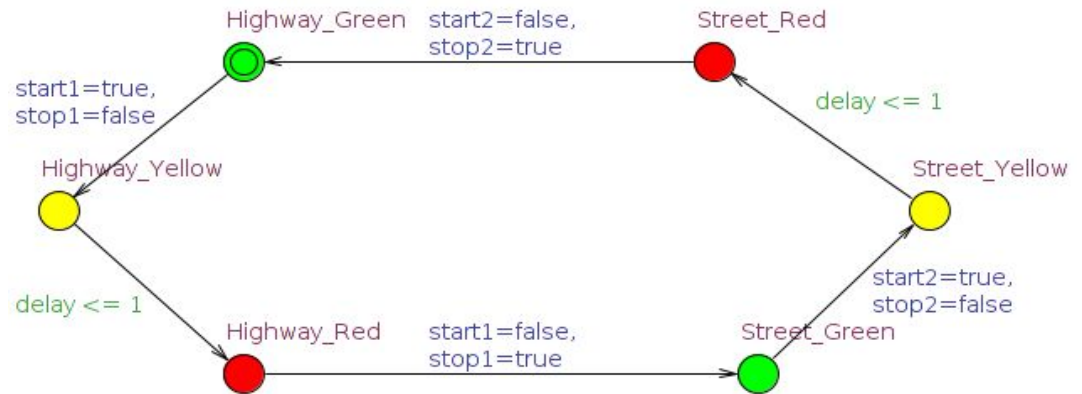 Highway_Green
start2=false,
stop2=true
Street_Red
start1=true,
stop1=false
delay <= 1
Highway_Yellow
Street_Yellow
delay <= 1
start2=true,
stop2=false
Highway_Red
start1=false,
stop1=true
Street_Green